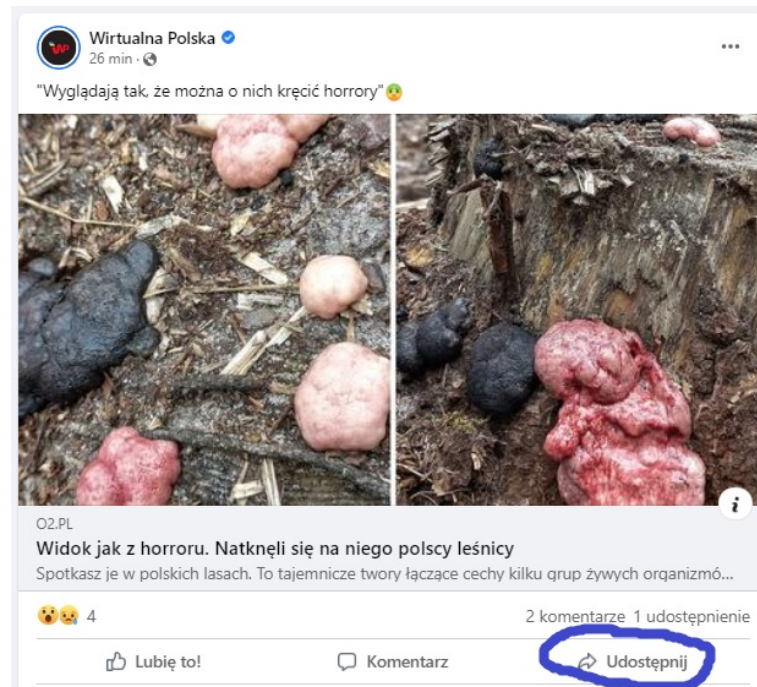 Wirtualna Polska
26 min ·
"Wyglądają tak, że można o nich kręcić horrory"🤢
O2.PL
Widok jak z horroru. Natknęli się na niego polscy leśnicy
Spotkasz je w polskich lasach. To tajemnicze twory łączące cechy kilku grup żywych organizmó...
4
2 komentarze 1 udostępnienie
Lubię to!
Komentarz
Udostępnij